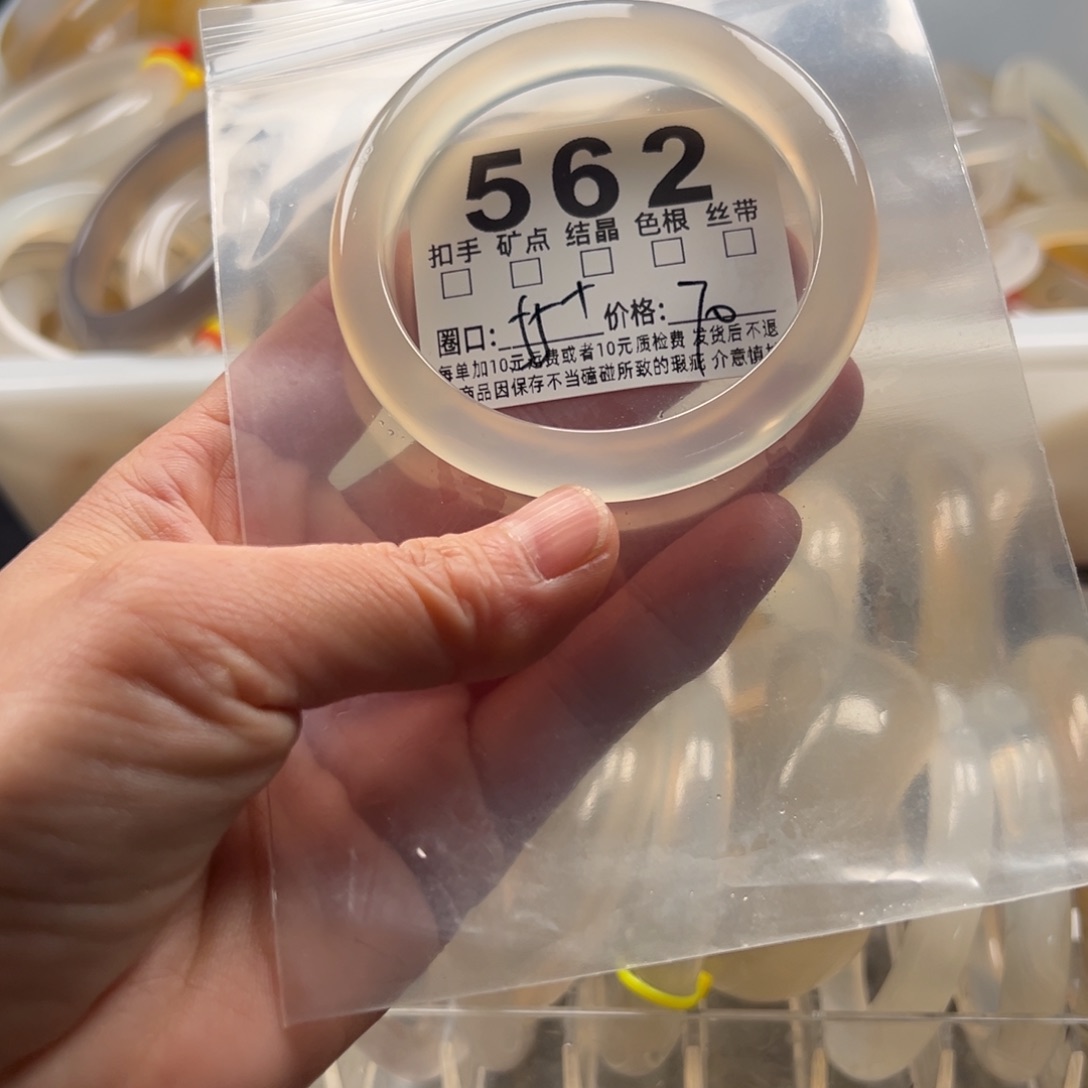 562
扣手 矿点 结晶 色根 丝带
圈口: 价格: 70
每单加10元 费或者10元质检费 发货后不退
商品因保存不当磕碰所致的瑕疵 介意慎